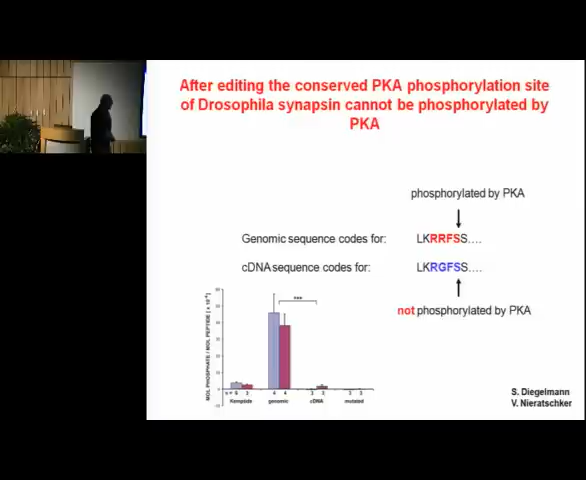 After editing the conserved PKA phosphorylation site
of Drosophila synapsin cannot be phosphorylated by
PKA
phosphorylated by PKA
Genomic sequence codes for: LKRRFSS....
cDNA sequence codes for: LKRGFSS....
not phosphorylated by PKA
***
MOL PHOSPHATE / MOL PEPTIDE
Kemptide genomic cDNA mutated
S. Diegelmann
V. Nieratschker